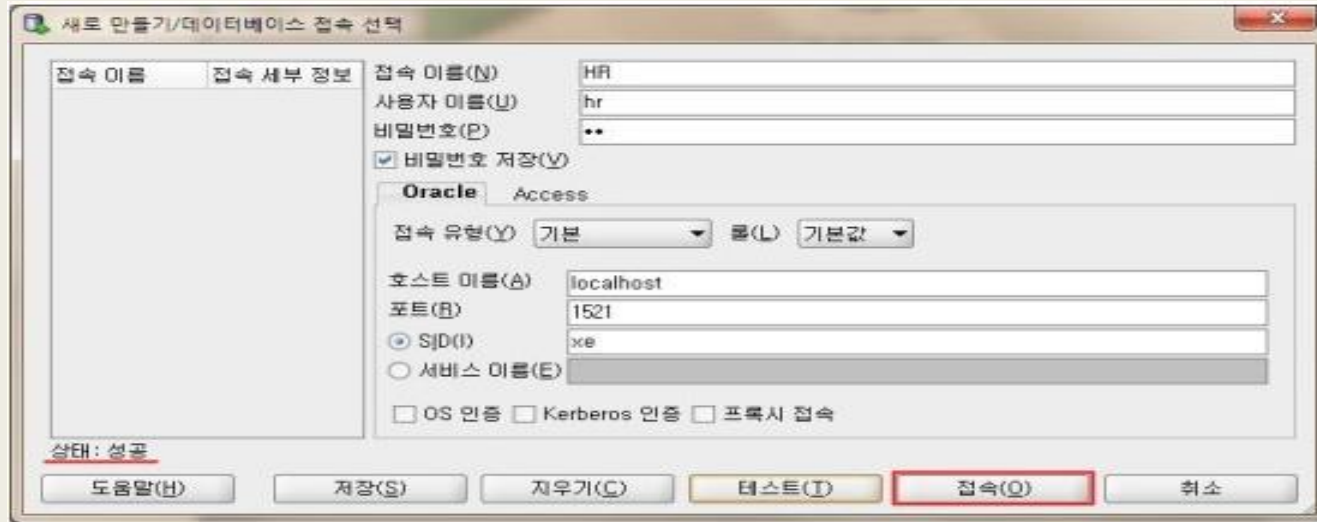 새로 만들기/데이터베이스 접속 선택
접속 이름 접속 세부 정보
접속 이름(N) HR
사용자 이름(U) hr
비밀번호(P) ••
비밀번호 저장(V)
Oracle Access
접속 유형(Y) 기본 롤(L) 기본값
호스트 이름(A) localhost
포트(R) 1521
SID(I) xe
서비스 이름(E)
OS 인증 Kerberos 인증 프록시 접속
상태: 성공
도움말(H) 저장(S) 지우기(C) 테스트(T) 접속(O) 취소